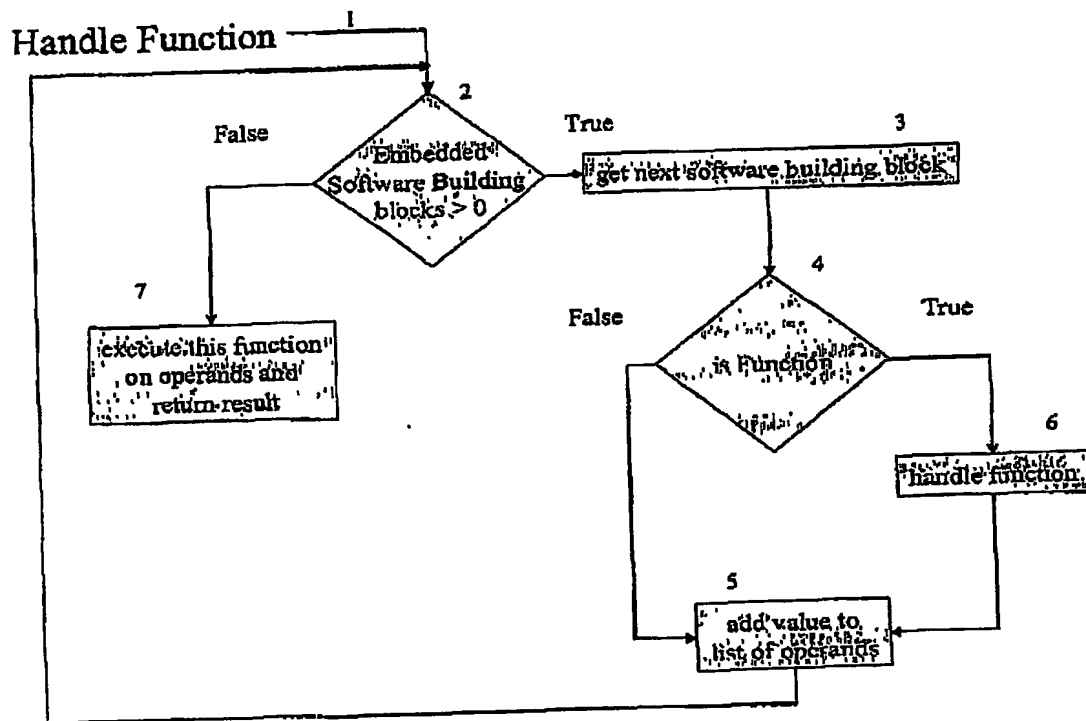 1
Handle Function
2
False
True
3
Embedded
Software Building
blocks > 0
get next software building block
4
7
False
True
execute this function
on operands and
return result
is Function
6
handle function
5
add value to
list of operands